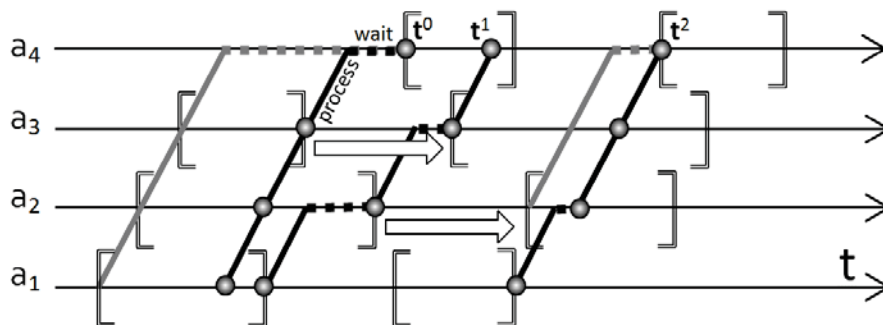 wait t⁰ t¹ t²
a₄
process
a₃
a₂
a₁ t